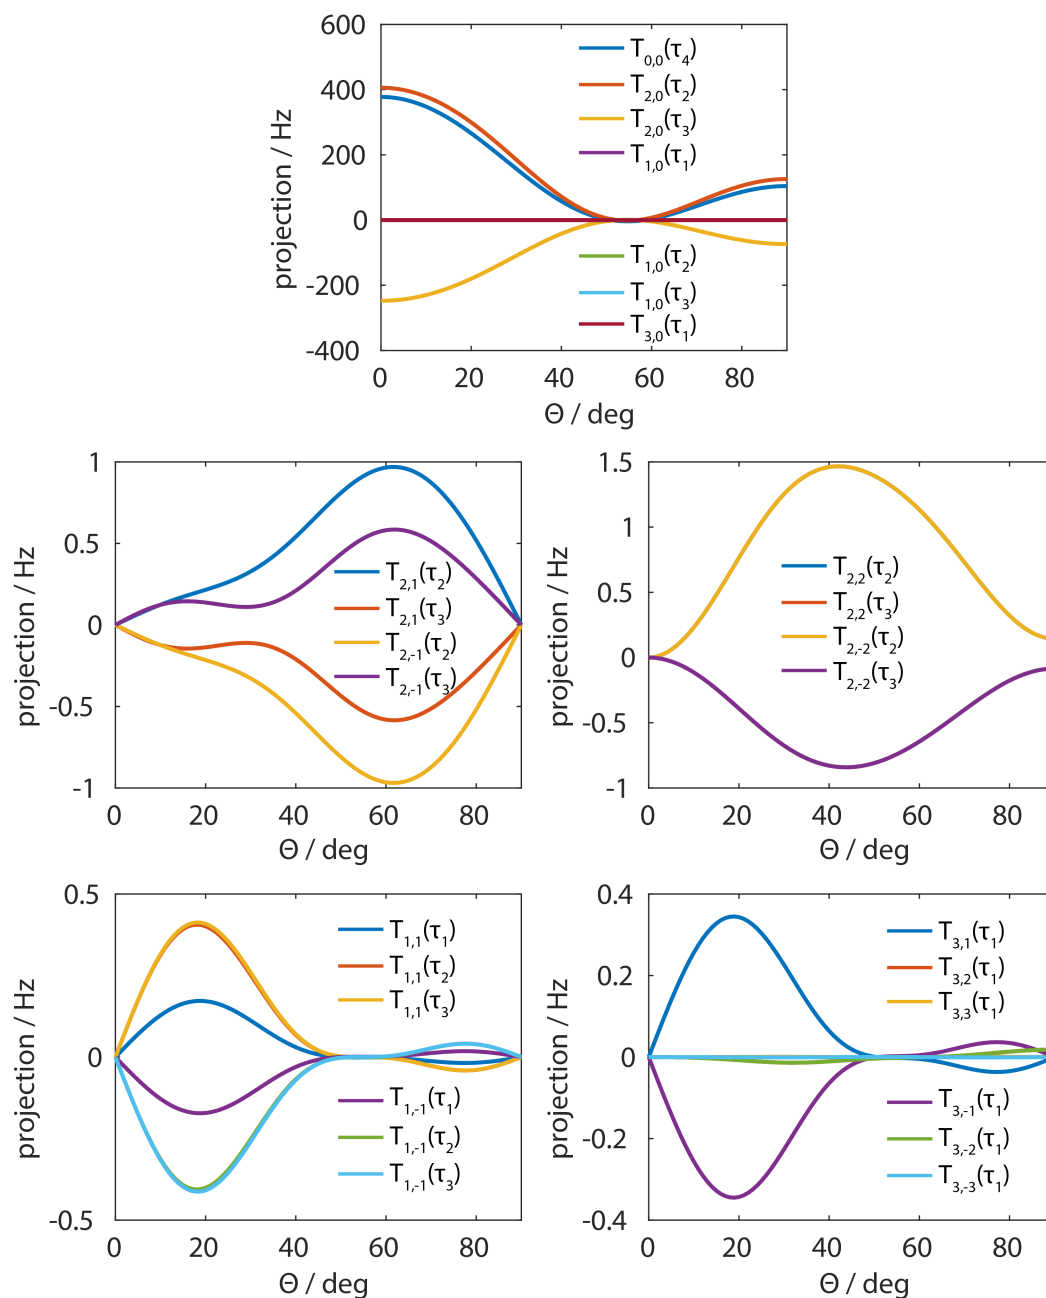 600
400
200
0
-200
-400
projection / Hz
T0,0(τ4)
T2,0(τ2)
T2,0(τ3)
T1,0(τ1)
T1,0(τ2)
T1,0(τ3)
T3,0(τ1)
0 20 40 60 80
Θ / deg
1
0.5
0
-0.5
-1
projection / Hz
T2,1(τ2)
T2,1(τ3)
T2,-1(τ2)
T2,-1(τ3)
0 20 40 60 80
Θ / deg
1.5
1
0.5
0
-0.5
-1
projection / Hz
T2,2(τ2)
T2,2(τ3)
T2,-2(τ2)
T2,-2(τ3)
0 20 40 60 80
Θ / deg
0.5
0
-0.5
projection / Hz
T1,1(τ1)
T1,1(τ2)
T1,1(τ3)
T1,-1(τ1)
T1,-1(τ2)
T1,-1(τ3)
0 20 40 60 80
Θ / deg
0.4
0.2
0
-0.2
-0.4
projection / Hz
T3,1(τ1)
T3,2(τ1)
T3,3(τ1)
T3,-1(τ1)
T3,-2(τ1)
T3,-3(τ1)
0 20 40 60 80
Θ / deg